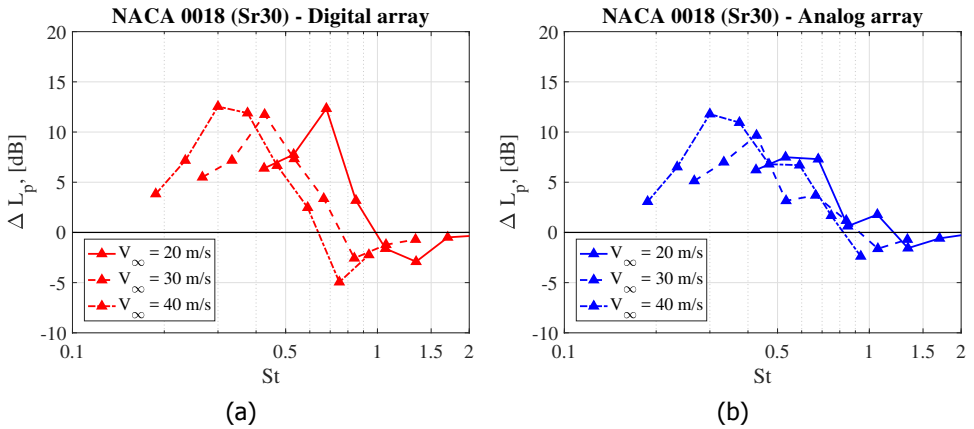 NACA 0018 (Sr30) - Digital array
20
15
10
5
0
-5
-10
Δ L_p, [dB]
V_∞ = 20 m/s
V_∞ = 30 m/s
V_∞ = 40 m/s
0.1 0.5 1 1.5 2
St
(a)
NACA 0018 (Sr30) - Analog array
20
15
10
5
0
-5
-10
Δ L_p, [dB]
V_∞ = 20 m/s
V_∞ = 30 m/s
V_∞ = 40 m/s
0.1 0.5 1 1.5 2
St
(b)